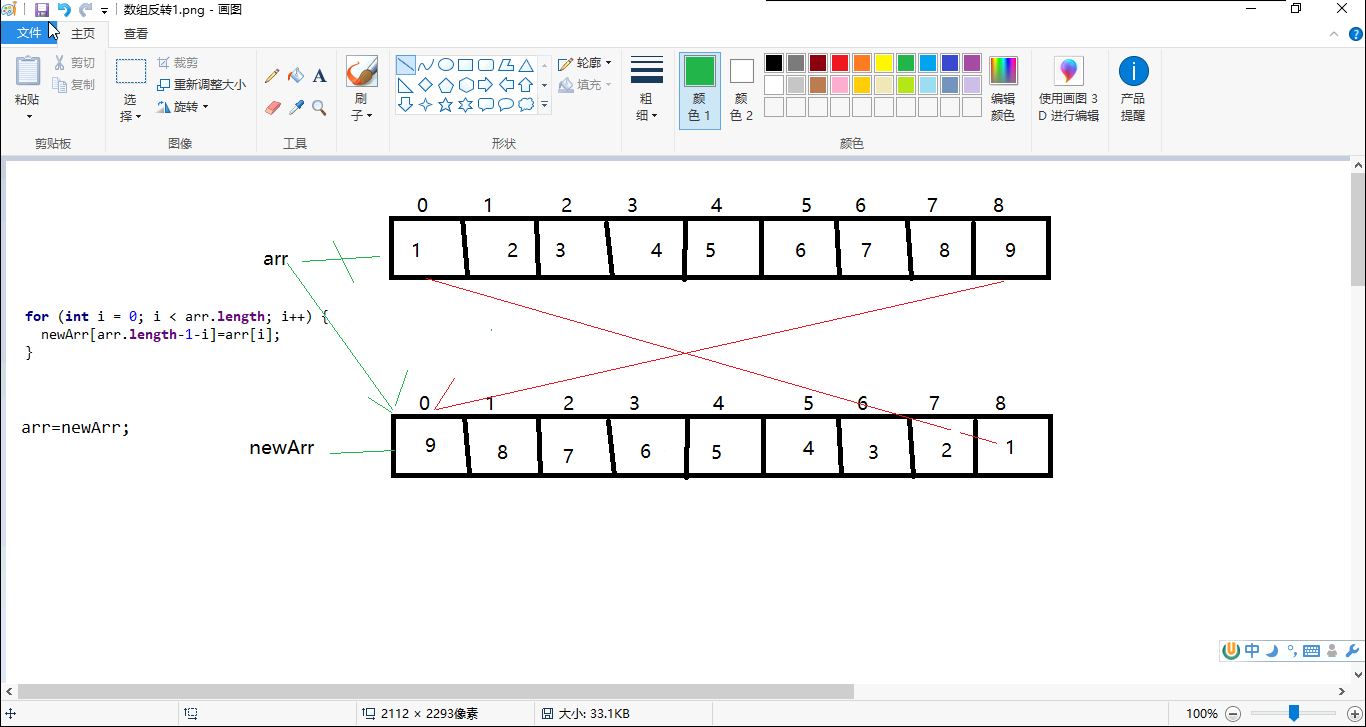 数组反转1.png - 画图
文件 主页 查看
粘贴 剪切 复制
剪贴板
选择 裁剪 重新调整大小 旋转
图像
A
工具
刷子
形状
轮廓 填充
粗细
颜色 1
颜色 2
颜色
编辑颜色
使用画图 3D 进行编辑
产品提醒
0 1 2 3 4 5 6 7 8
arr 1 2 3 4 5 6 7 8 9
for (int i = 0; i < arr.length; i++) {
newArr[arr.length-1-i]=arr[i];
}
0 1 2 3 4 5 6 7 8
arr=newArr;
newArr 9 8 7 6 5 4 3 2 1
中
2112 × 2293像素 大小: 33.1KB 100%